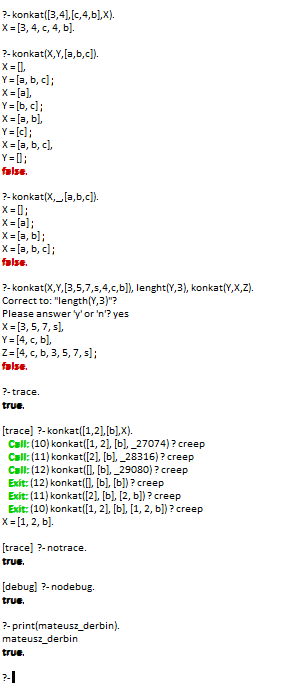 ?- konkat([3,4],[c,4,b],X).
X = [3, 4, c, 4, b].
?- konkat(X,Y,[a,b,c]).
X = [],
Y = [a, b, c] ;
X = [a],
Y = [b, c] ;
X = [a, b],
Y = [c] ;
X = [a, b, c],
Y = [] ;
false.
?- konkat(X,_,[a,b,c]).
X = [] ;
X = [a] ;
X = [a, b] ;
X = [a, b, c] ;
false.
?- konkat(X,Y,[3,5,7,s,4,c,b]), lenght(Y,3), konkat(Y,X,Z).
Correct to: "length(Y,3)"?
Please answer 'y' or 'n'? yes
X = [3, 5, 7, s],
Y = [4, c, b],
Z = [4, c, b, 3, 5, 7, s] ;
false.
?- trace.
true.
[trace] ?- konkat([1,2],[b],X).
Call: (10) konkat([1, 2], [b], _27074) ? creep
Call: (11) konkat([2], [b], _28316) ? creep
Call: (12) konkat([], [b], _29080) ? creep
Exit: (12) konkat([], [b], [b]) ? creep
Exit: (11) konkat([2], [b], [2, b]) ? creep
Exit: (10) konkat([1, 2], [b], [1, 2, b]) ? creep
X = [1, 2, b].
[trace] ?- notrace.
true.
[debug] ?- nodebug.
true.
?- print(mateusz_derbin).
mateusz_derbin
true.
?-